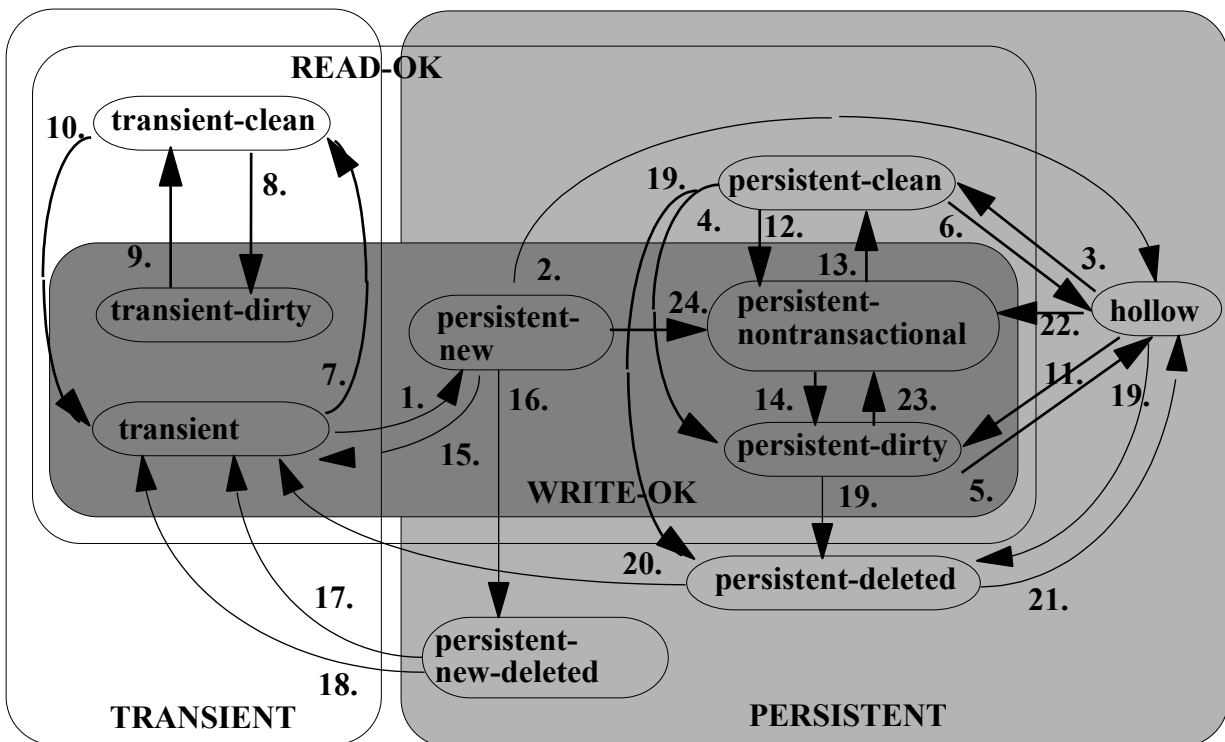 READ-OK
10.
transient-clean
19.
persistent-clean
8.
4.
12.
6.
9.
2.
13.
3.
transient-dirty
persistent-
new
24.
persistent-
nontransactional
22.
hollow
7.
1.
16.
14.
23.
11.
19.
transient
15.
persistent-dirty
WRITE-OK
19.
5.
20.
persistent-deleted
21.
17.
persistent-
new-deleted
18.
TRANSIENT
PERSISTENT